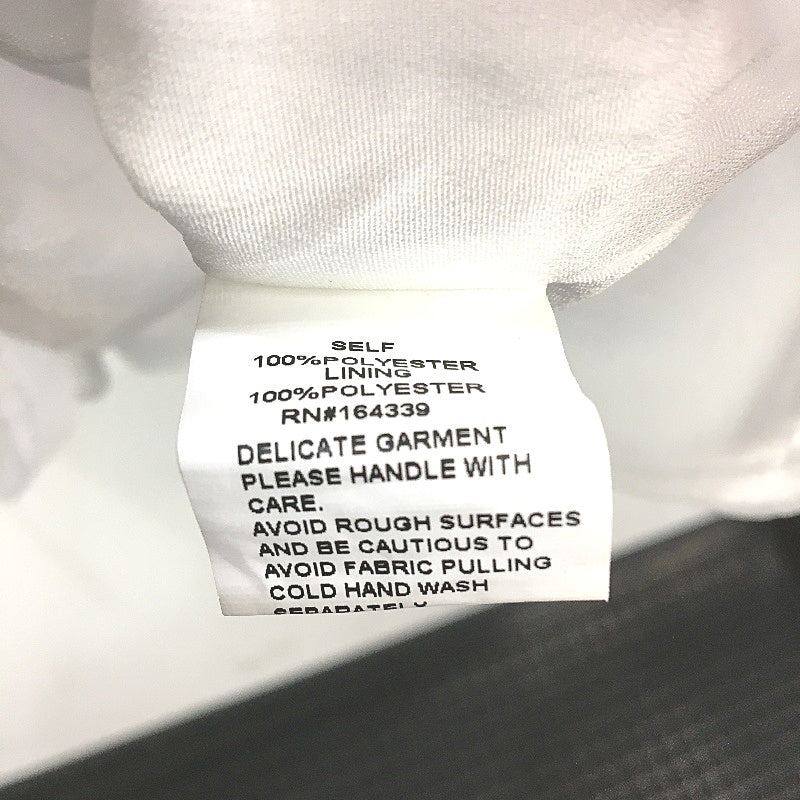 SELF
100%POLYESTER
LINING
100%POLYESTER
RN#164339
DELICATE GARMENT
PLEASE HANDLE WITH
CARE.
AVOID ROUGH SURFACES
AND BE CAUTIOUS TO
AVOID FABRIC PULLING
COLD HAND WASH
SEPARATELY